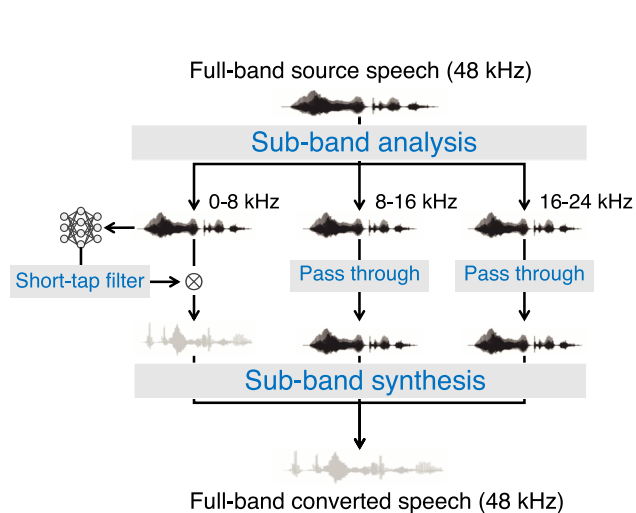 Full-band source speech (48 kHz)
Sub-band analysis
0-8 kHz
8-16 kHz
16-24 kHz
Short-tap filter
Pass through
Pass through
Sub-band synthesis
Full-band converted speech (48 kHz)